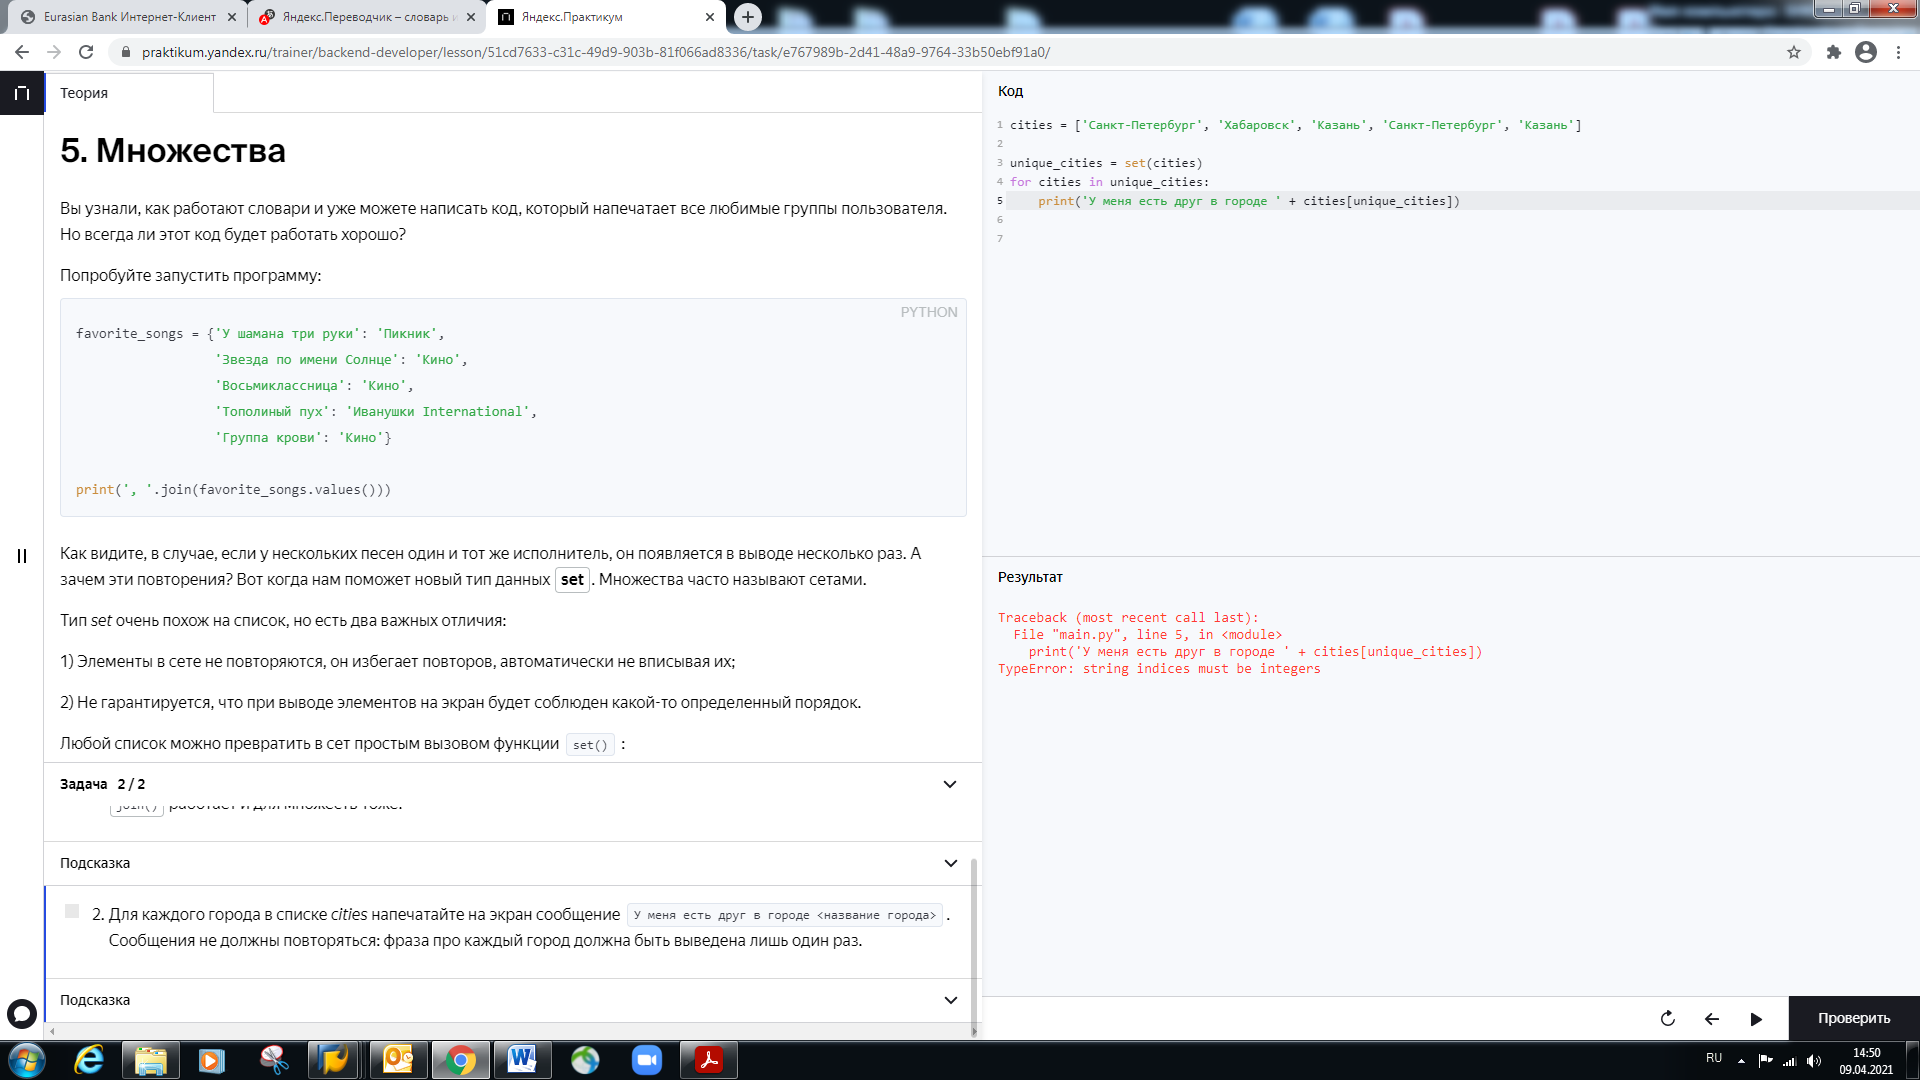 Eurasian Bank Интернет-Клиент
Яндекс.Переводчик – словарь и
Яндекс.Практикум
praktikum.yandex.ru/trainer/backend-developer/lesson/51cd7633-c31c-49d9-903b-81f066ad8336/task/e767989b-2d41-48a9-9764-33b50ebf91a0/
Теория
5. Множества
Вы узнали, как работают словари и уже можете написать код, который напечатает все любимые группы пользователя.
Но всегда ли этот код будет работать хорошо?
Попробуйте запустить программу:
PYTHON
favorite_songs = {'У шамана три руки': 'Пикник',
'Звезда по имени Солнце': 'Кино',
'Восьмиклассница': 'Кино',
'Тополиный пух': 'Иванушки International',
'Группа крови': 'Кино'}
print(', '.join(favorite_songs.values()))
Как видите, в случае, если у нескольких песен один и тот же исполнитель, он появляется в выводе несколько раз. А
зачем эти повторения? Вот когда нам поможет новый тип данных set . Множества часто называют сетами.
Тип set очень похож на список, но есть два важных отличия:
1) Элементы в сете не повторяются, он избегает повторов, автоматически не вписывая их;
2) Не гарантируется, что при выводе элементов на экран будет соблюден какой-то определенный порядок.
Любой список можно превратить в сет простым вызовом функции set() :
Задача 2 / 2
join() работает и для множеств тоже.
Подсказка
2. Для каждого города в списке cities напечатайте на экран сообщение У меня есть друг в городе <название города> .
Сообщения не должны повторяться: фраза про каждый город должна быть выведена лишь один раз.
Подсказка
Код
1 cities = ['Санкт-Петербург', 'Хабаровск', 'Казань', 'Санкт-Петербург', 'Казань']
2
3 unique_cities = set(cities)
4 for cities in unique_cities:
5 print('У меня есть друг в городе ' + cities[unique_cities])
6
7
Результат
Traceback (most recent call last):
File "main.py", line 5, in <module>
print('У меня есть друг в городе ' + cities[unique_cities])
TypeError: string indices must be integers
Проверить
RU
14:50
09.04.2021